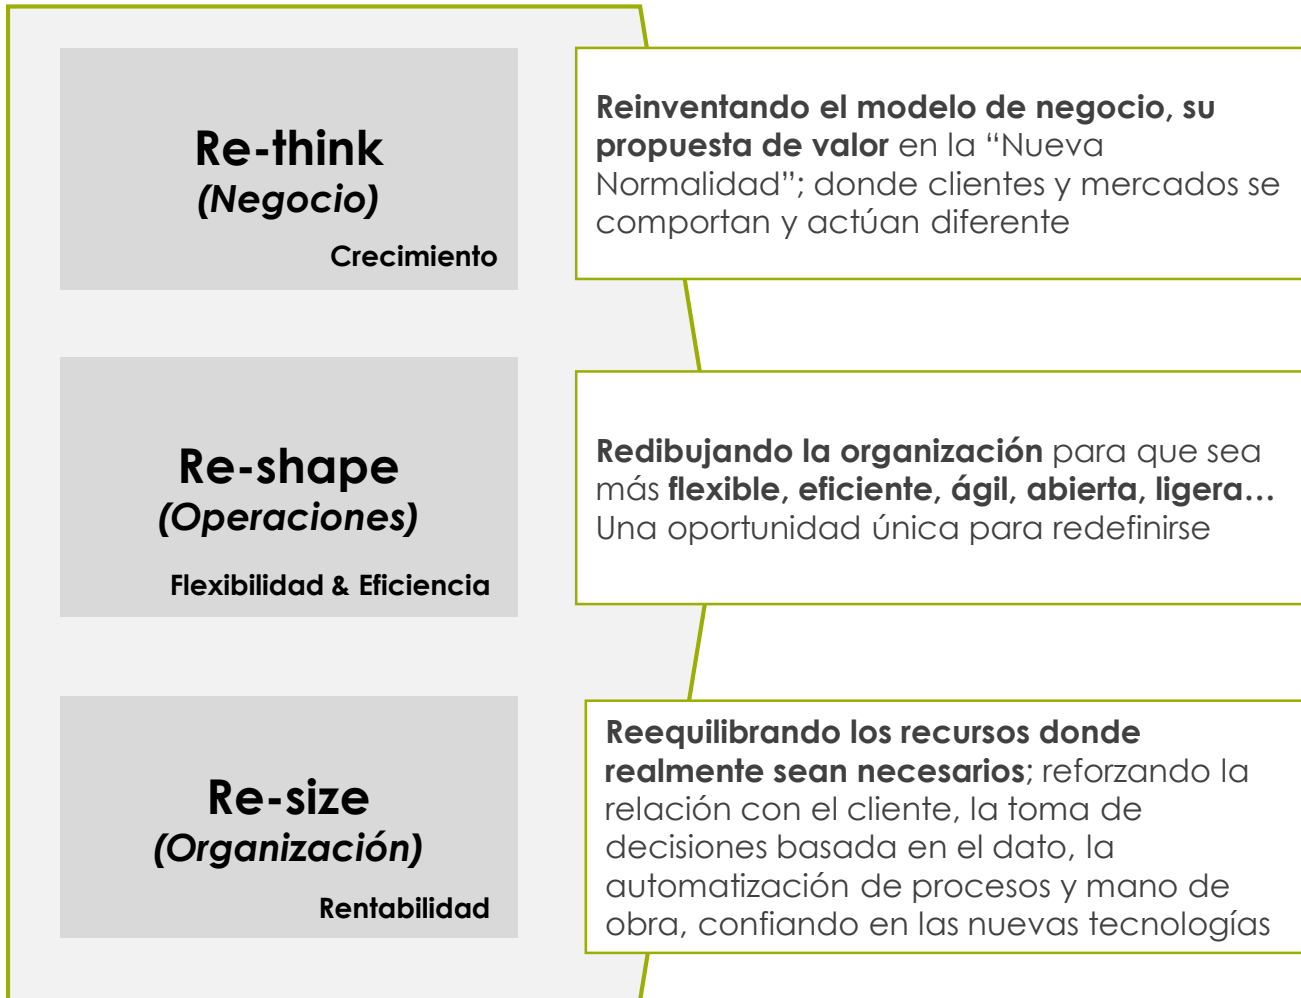 Re-think
(Negocio)
Crecimiento
Reinventando el modelo de negocio, su
propuesta de valor en la “Nueva
Normalidad”; donde clientes y mercados se
comportan y actúan diferente
Re-shape
(Operaciones)
Flexibilidad & Eficiencia
Redibujando la organización para que sea
más flexible, eficiente, ágil, abierta, ligera…
Una oportunidad única para redefinirse
Re-size
(Organización)
Rentabilidad
Reequilibrando los recursos donde
realmente sean necesarios; reforzando la
relación con el cliente, la toma de
decisiones basada en el dato, la
automatización de procesos y mano de
obra, confiando en las nuevas tecnologías